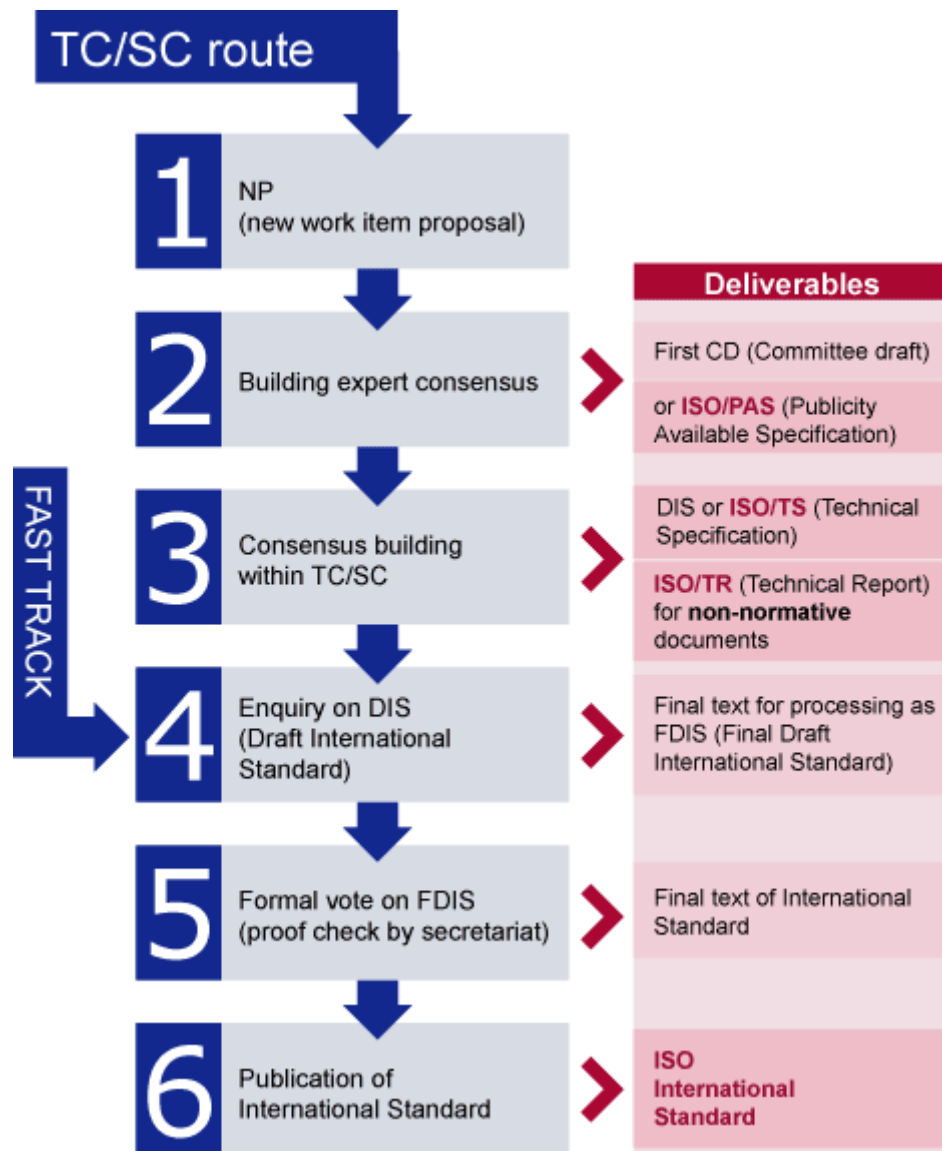 TC/SC route
1
NP
(new work item proposal)
Deliverables
2
Building expert consensus
First CD (Committee draft)
or ISO/PAS (Publicity
Available Specification)
FAST TRACK
3
Consensus building
within TC/SC
DIS or ISO/TS (Technical
Specification)
ISO/TR (Technical Report)
for non-normative
documents
4
Enquiry on DIS
(Draft International
Standard)
Final text for processing as
FDIS (Final Draft
International Standard)
5
Formal vote on FDIS
(proof check by secretariat)
Final text of International
Standard
6
Publication of
International Standard
ISO
International
Standard